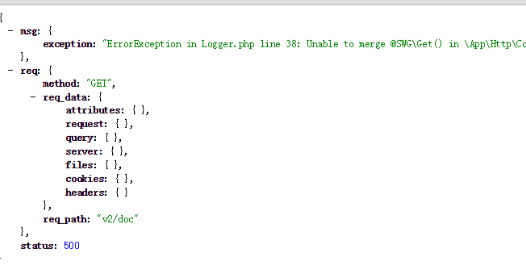 {
- msg: {
exception: "ErrorException in Logger.php line 38: Unable to merge @SWG\Get() in \App\Http\Co
},
- req: {
method: "GET",
- req_data: {
attributes: { },
request: { },
query: { },
server: { },
files: { },
cookies: { },
headers: { }
},
req_path: "v2/doc"
},
status: 500